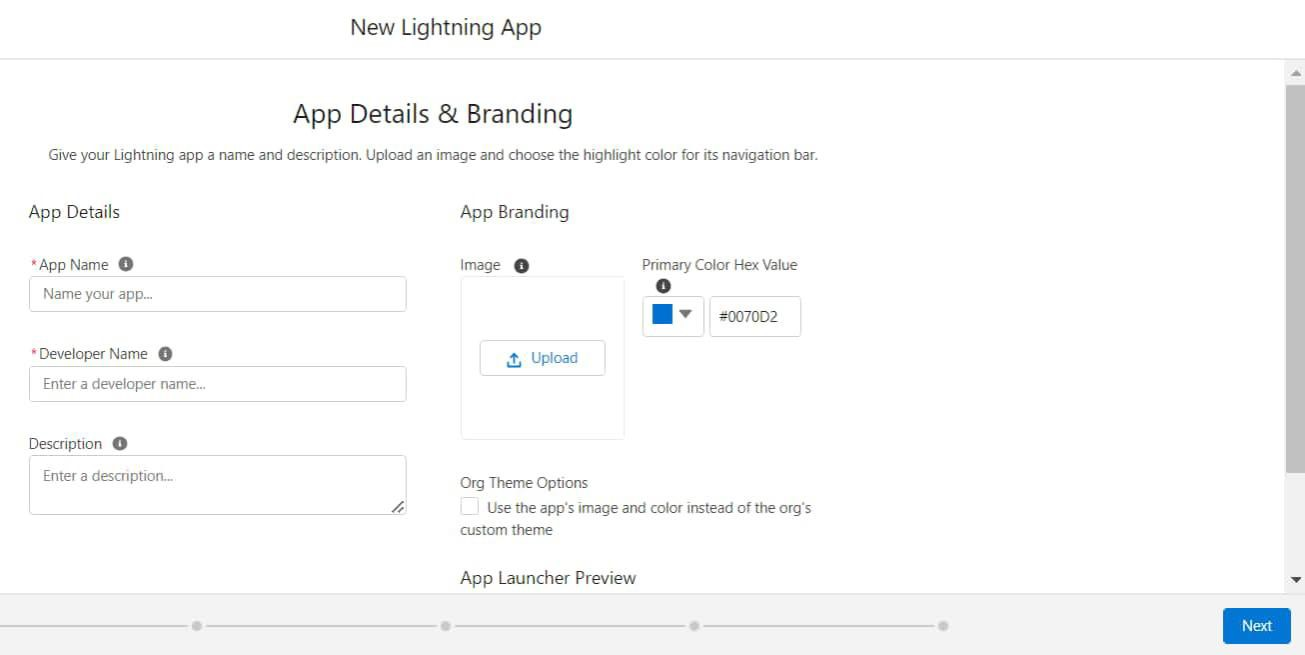 New Lightning App
App Details & Branding
Give your Lightning app a name and description. Upload an image and choose the highlight color for its navigation bar.
App Details
* App Name
Name your app...
* Developer Name
Enter a developer name...
Description
Enter a description...
App Branding
Image
Upload
Primary Color Hex Value
#0070D2
Org Theme Options
Use the app's image and color instead of the org's
custom theme
App Launcher Preview
Next